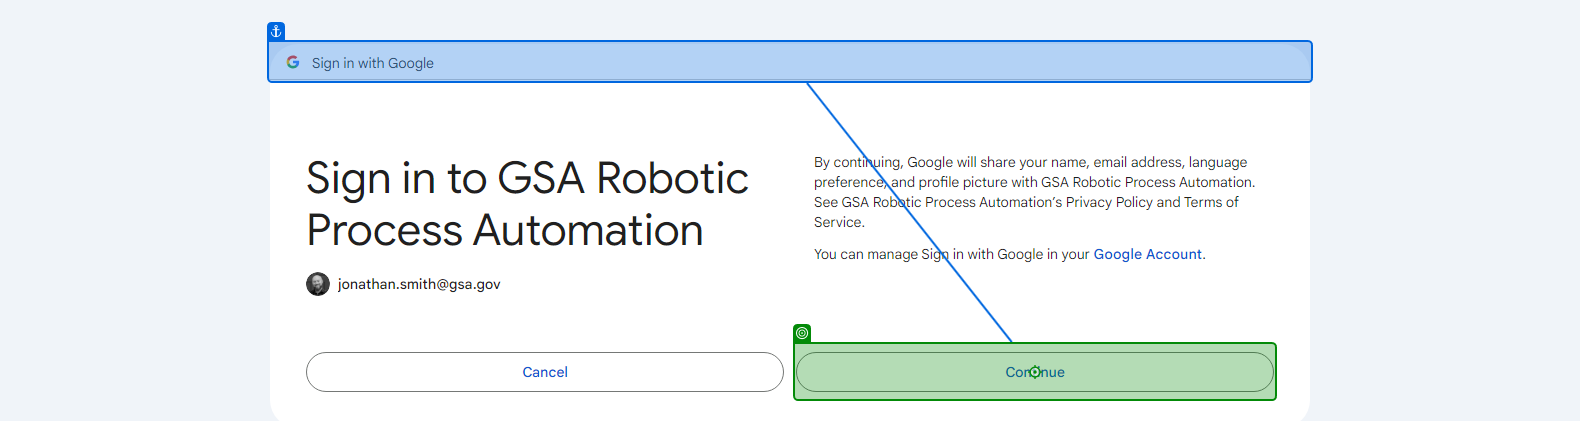 Sign in with Google
Sign in to GSA Robotic
Process Automation
jonathan.smith@gsa.gov
By continuing, Google will share your name, email address, language
preference, and profile picture with GSA Robotic Process Automation.
See GSA Robotic Process Automation’s Privacy Policy and Terms of
Service.
You can manage Sign in with Google in your Google Account.
Cancel
Continue